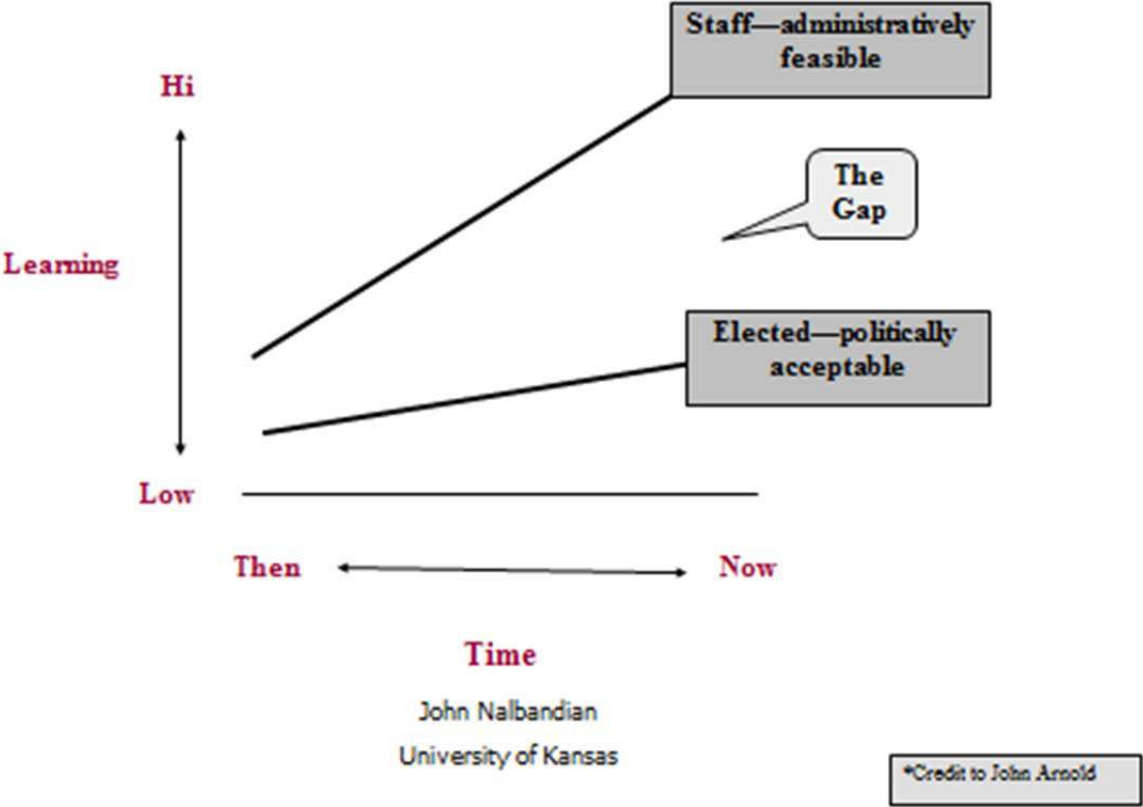 Staff—administratively
feasible
Hi
The
Gap
Learning
Elected—politically
acceptable
Low
Then
Now
Time
John Nalbandian
University of Kansas
*Credit to John Arnold